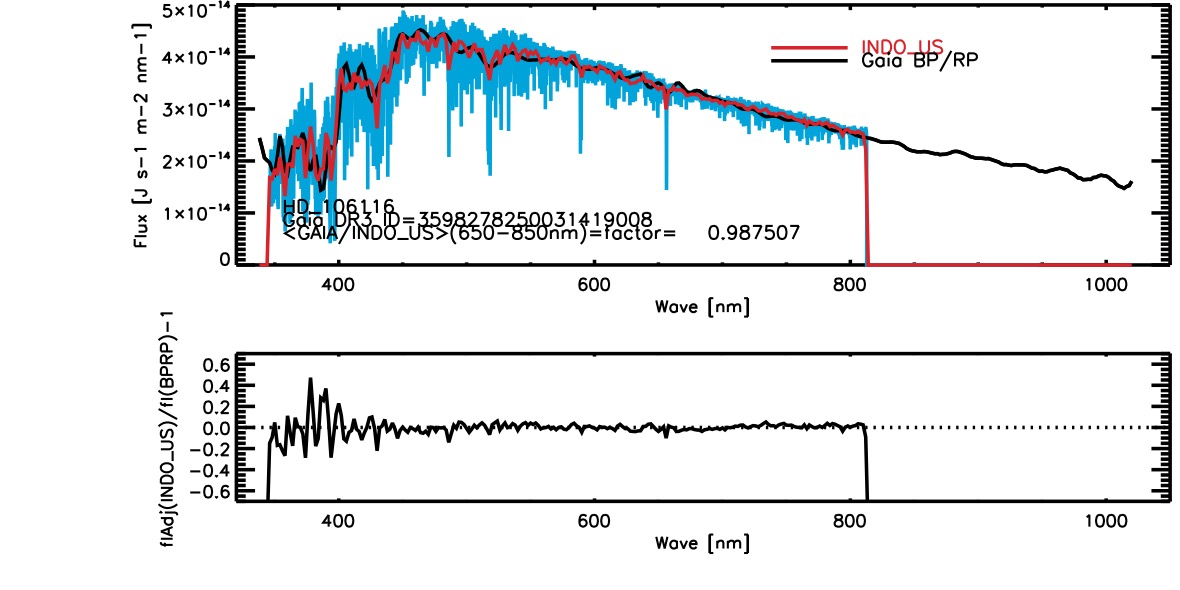 5×10⁻¹⁴
4×10⁻¹⁴
3×10⁻¹⁴
2×10⁻¹⁴
1×10⁻¹⁴
0
Flux [J s−1 m−2 nm−1]
INDO_US
Gaia BP/RP
HD_106116
Gaia DR3 ID=3598278250031419008
<GAIA/INDO_US>(650−850nm)=factor= 0.987507
400 600 800 1000
Wave [nm]
flAdj(INDO_US)/fl(BPRP)−1
0.6
0.4
0.2
0.0
−0.2
−0.4
−0.6
400 600 800 1000
Wave [nm]